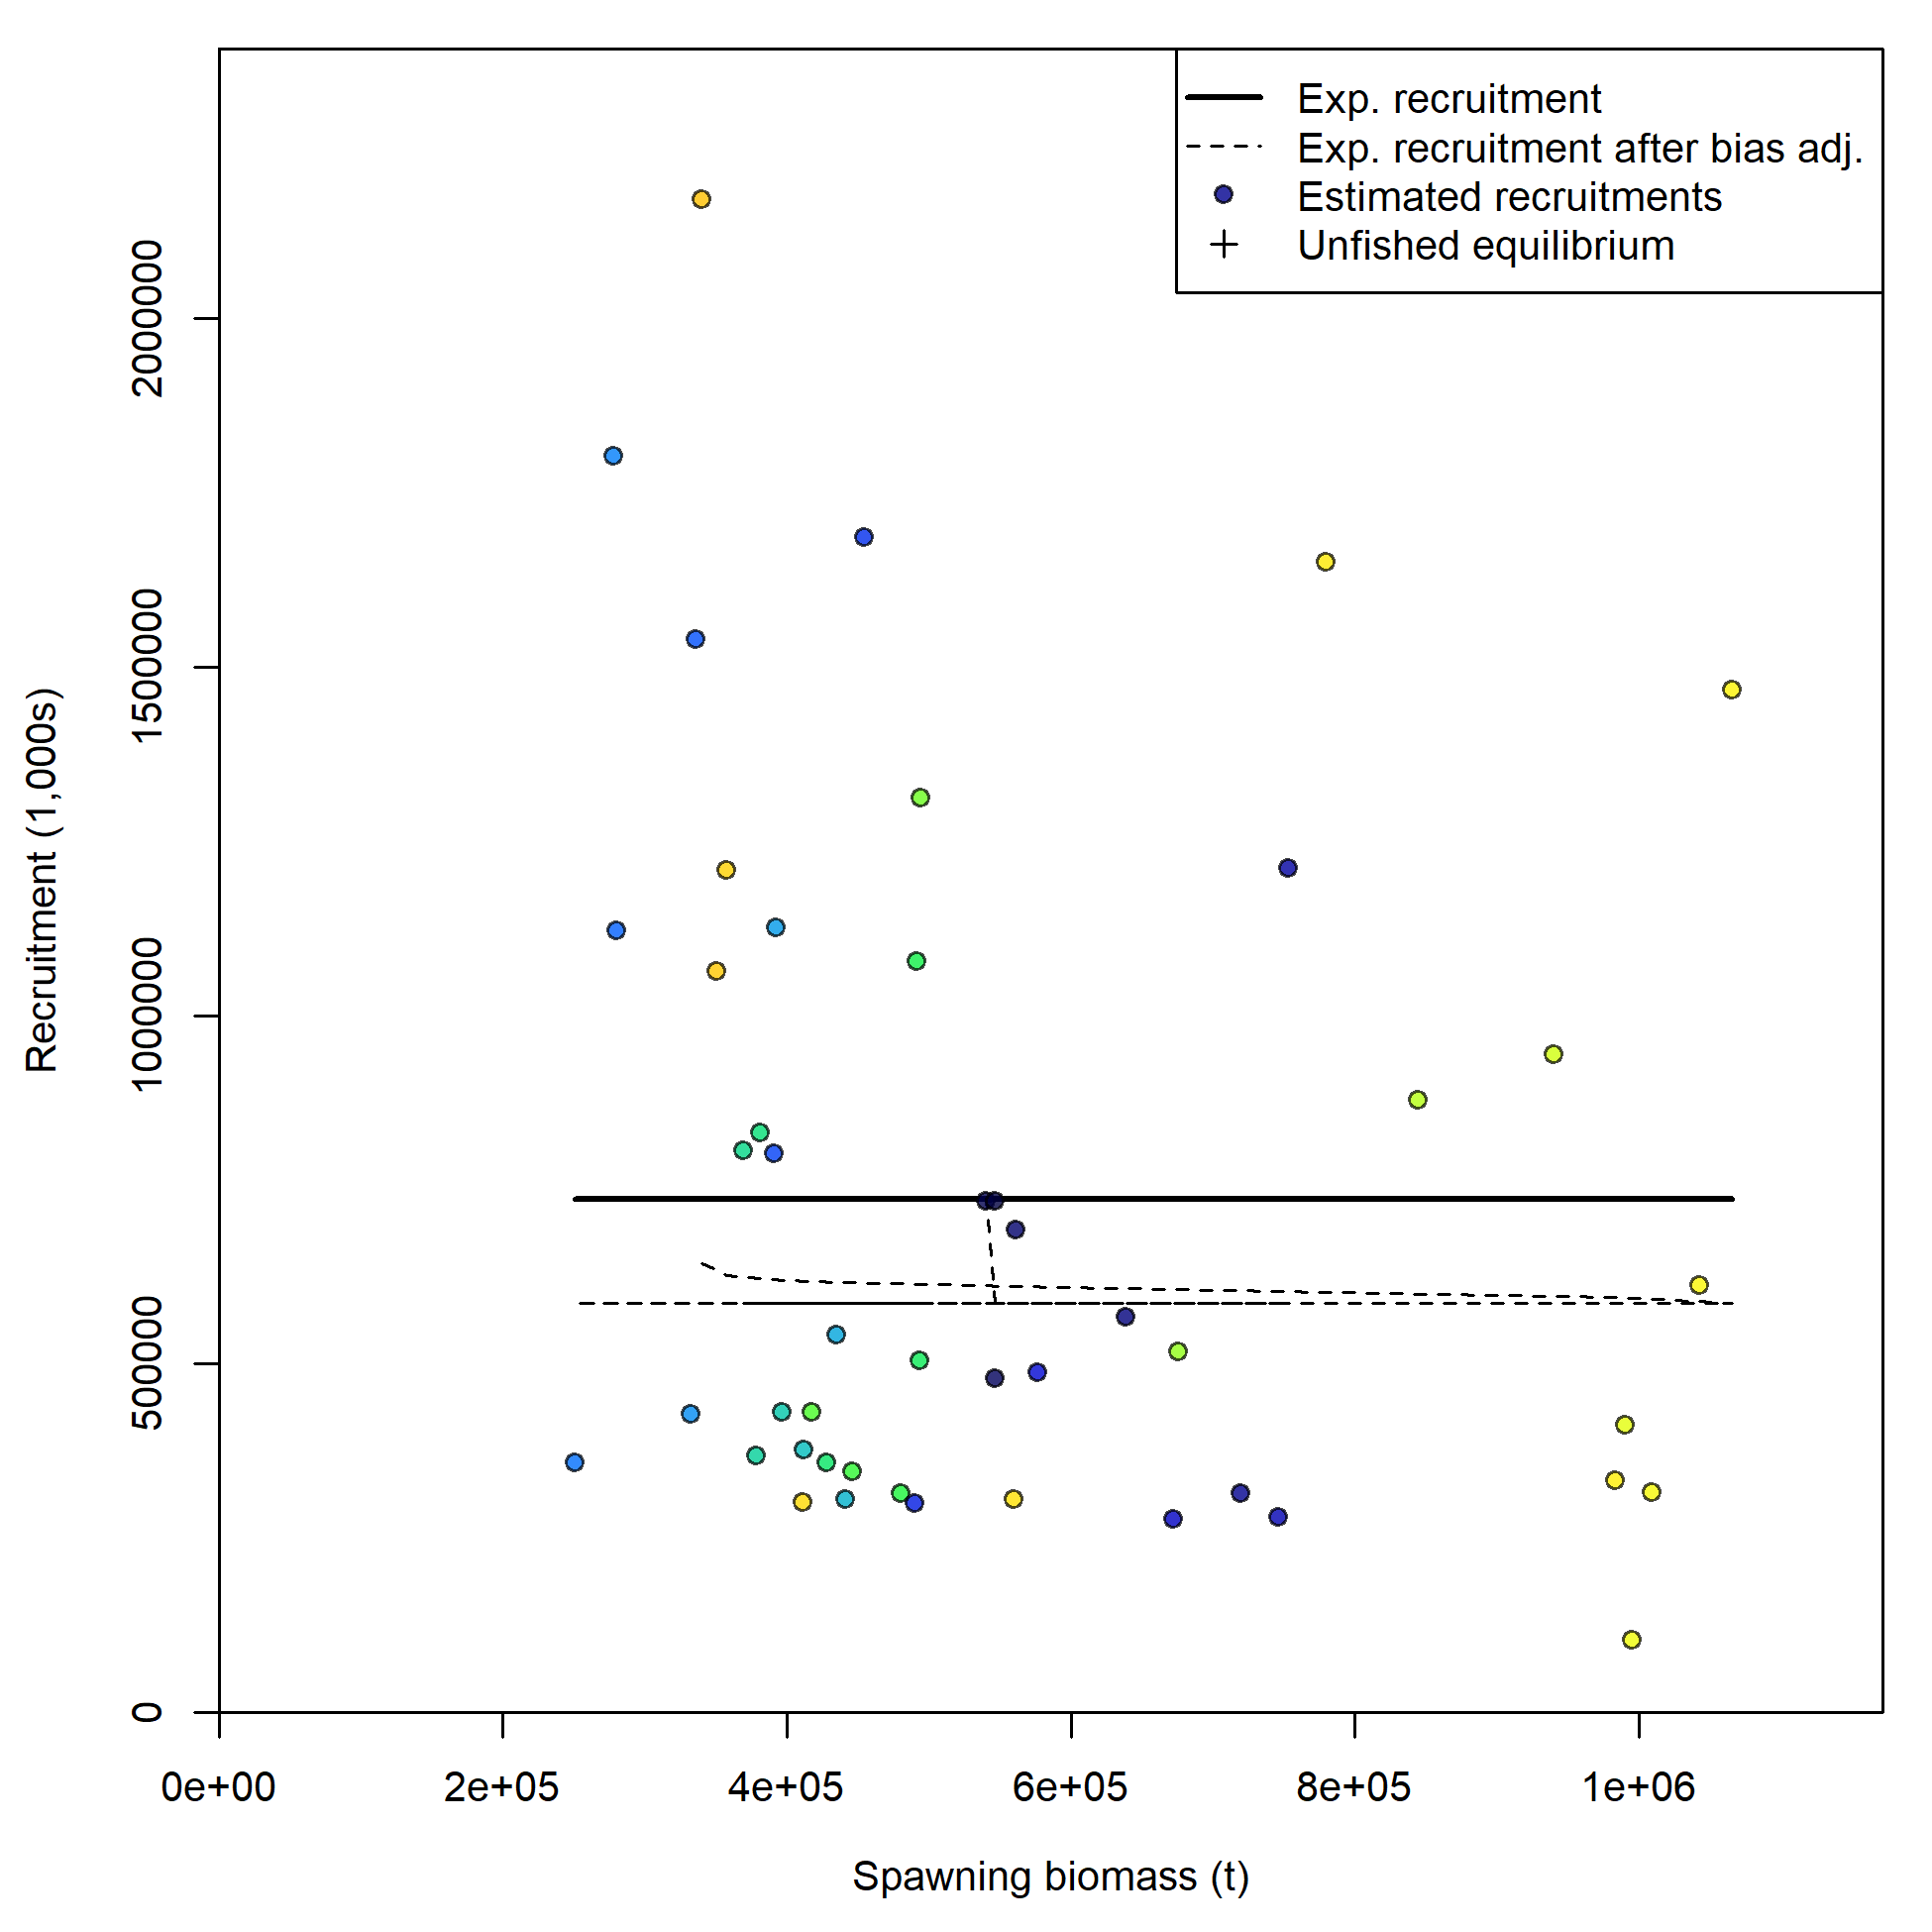 Exp. recruitment
Exp. recruitment after bias adj.
Estimated recruitments
Unfished equilibrium
2000000
1500000
1000000
500000
0
Recruitment (1,000s)
0e+00
2e+05
4e+05
6e+05
8e+05
1e+06
Spawning biomass (t)